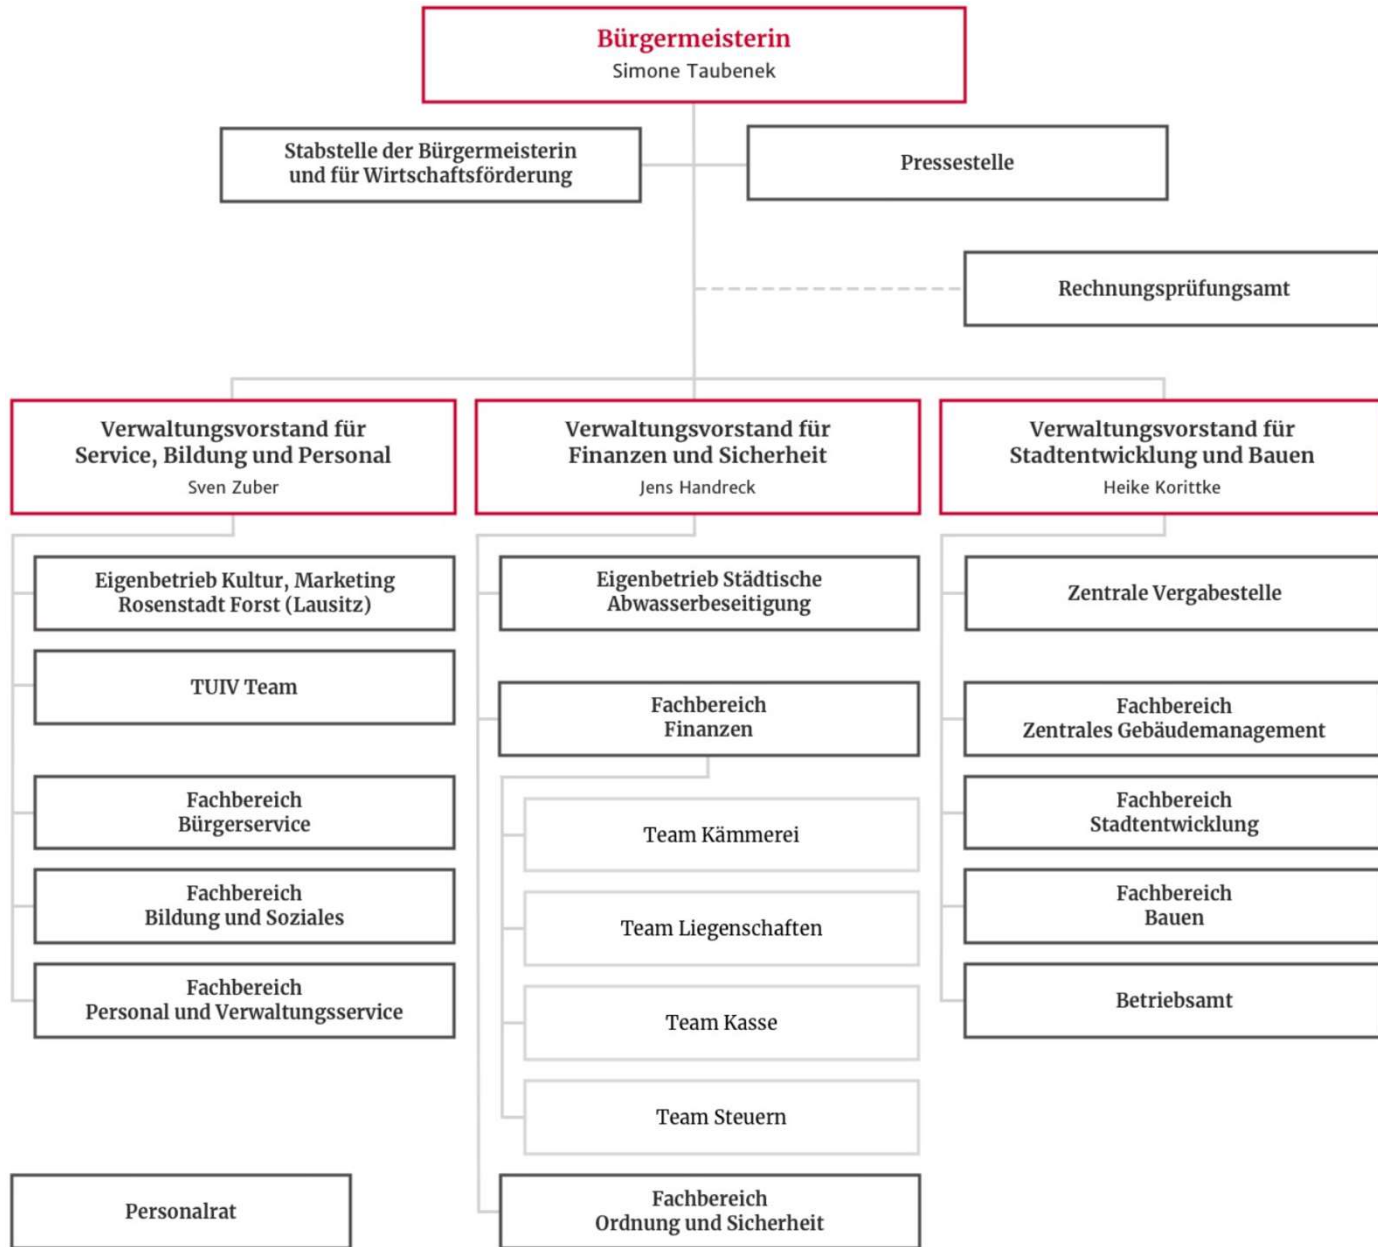 Bürgermeisterin
Simone Taubenek
Stabstelle der Bürgermeisterin
und für Wirtschaftsförderung
Pressestelle
Rechnungsprüfungsamt
Verwaltungsvorstand für
Service, Bildung und Personal
Sven Zuber
Verwaltungsvorstand für
Finanzen und Sicherheit
Jens Handreck
Verwaltungsvorstand für
Stadtentwicklung und Bauen
Heike Korittke
Eigenbetrieb Kultur, Marketing
Rosenstadt Forst (Lausitz)
TUIV Team
Fachbereich
Bürgerservice
Fachbereich
Bildung und Soziales
Fachbereich
Personal und Verwaltungsservice
Eigenbetrieb Städtische
Abwasserbeseitigung
Fachbereich
Finanzen
Team Kämmerei
Team Liegenschaften
Team Kasse
Team Steuern
Fachbereich
Ordnung und Sicherheit
Zentrale Vergabestelle
Fachbereich
Zentrales Gebäudemanagement
Fachbereich
Stadtentwicklung
Fachbereich
Bauen
Betriebsamt
Personalrat